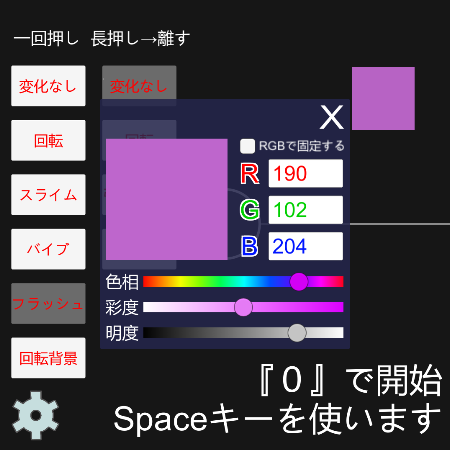 一回押し 長押し→離す
変化なし 変化なし
回転 回転
スライム
バイブ
フラッシュ
回転背景
X
RGBで固定する
R 190
G 102
B 204
色相
彩度
明度
『０』で開始
Spaceキーを使います